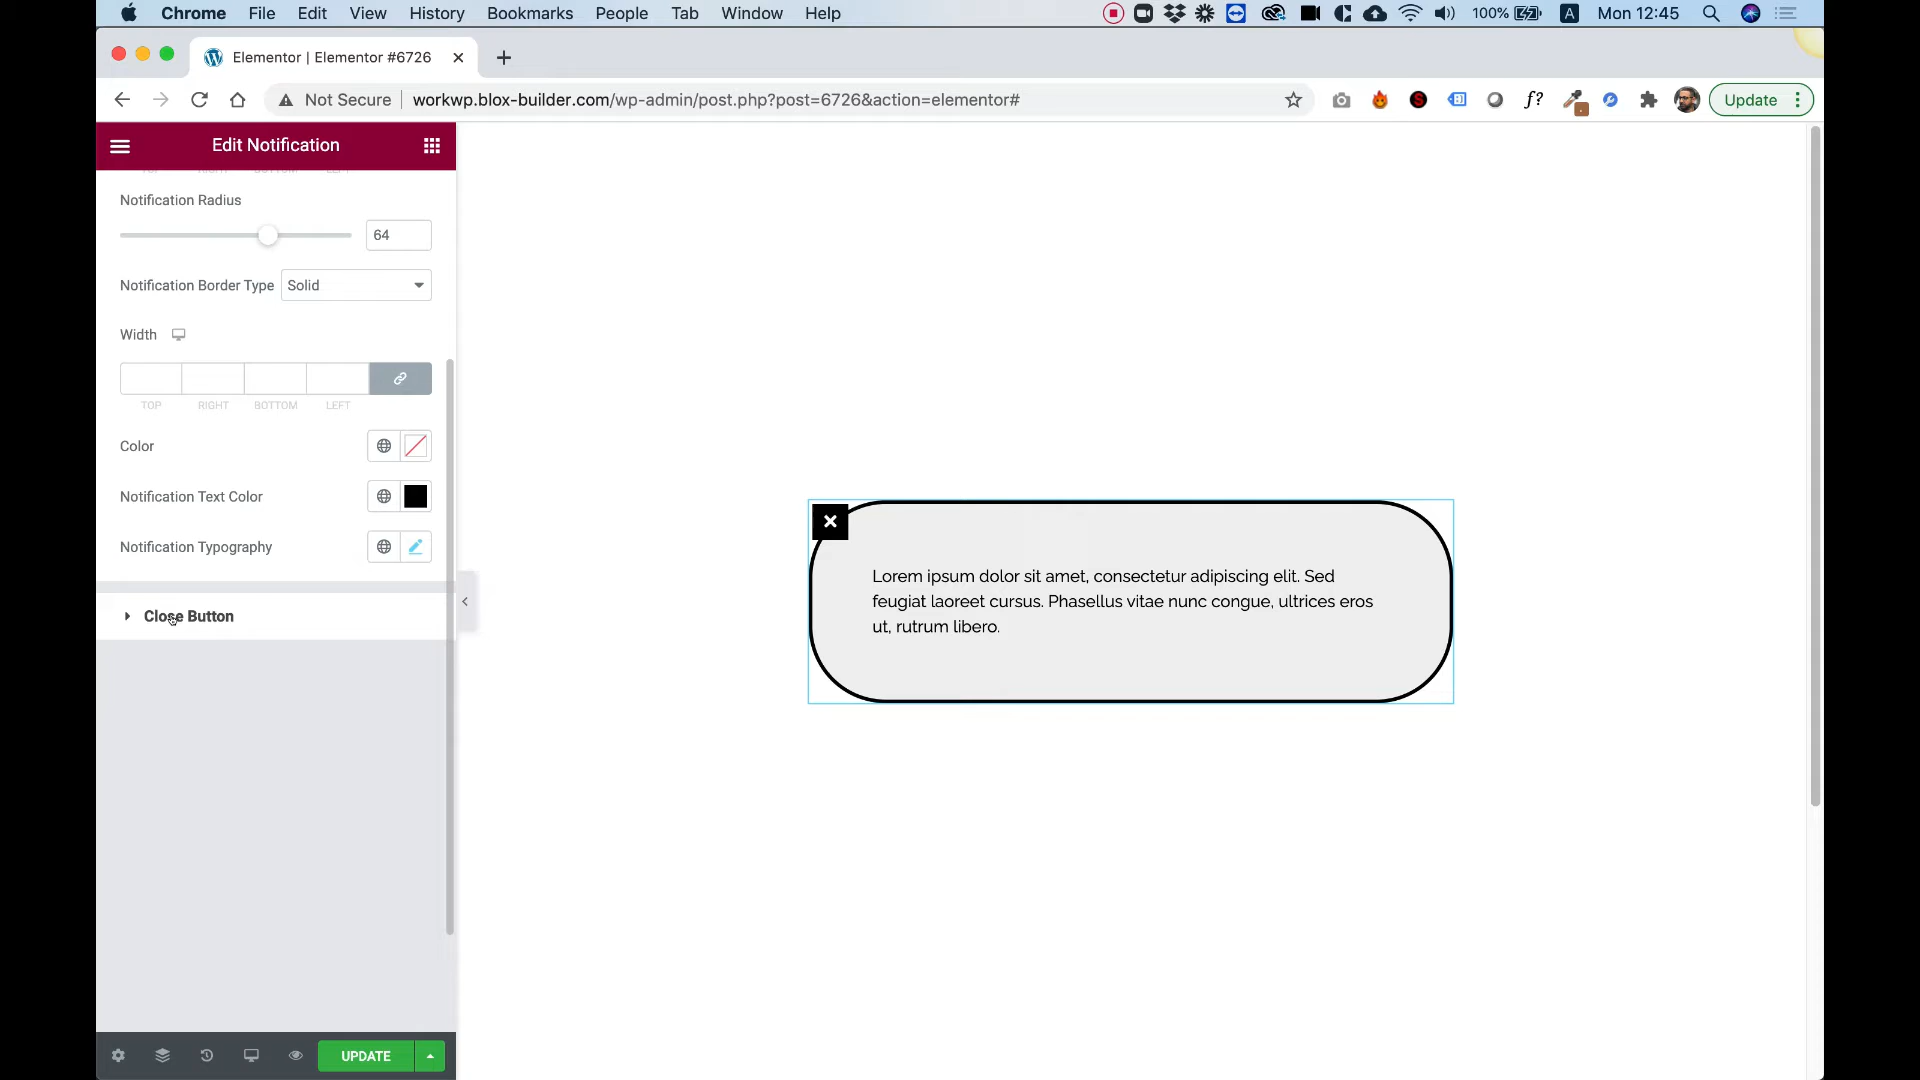 Chrome File Edit View History Bookmarks People Tab Window Help 100% A Mon 12:45
Elementor | Elementor #6726
Not Secure workwp.blox-builder.com/wp-admin/post.php?post=6726&action=elementor# S f? Update
Edit Notification
TOP RIGHT BOTTOM LEFT
Notification Radius
64
Notification Border Type Solid
Width
TOP RIGHT BOTTOM LEFT
Color
Notification Text Color
Notification Typography
Close Button
Lorem ipsum dolor sit amet, consectetur adipiscing elit. Sed
feugiat laoreet cursus. Phasellus vitae nunc congue, ultrices eros
ut, rutrum libero.
UPDATE